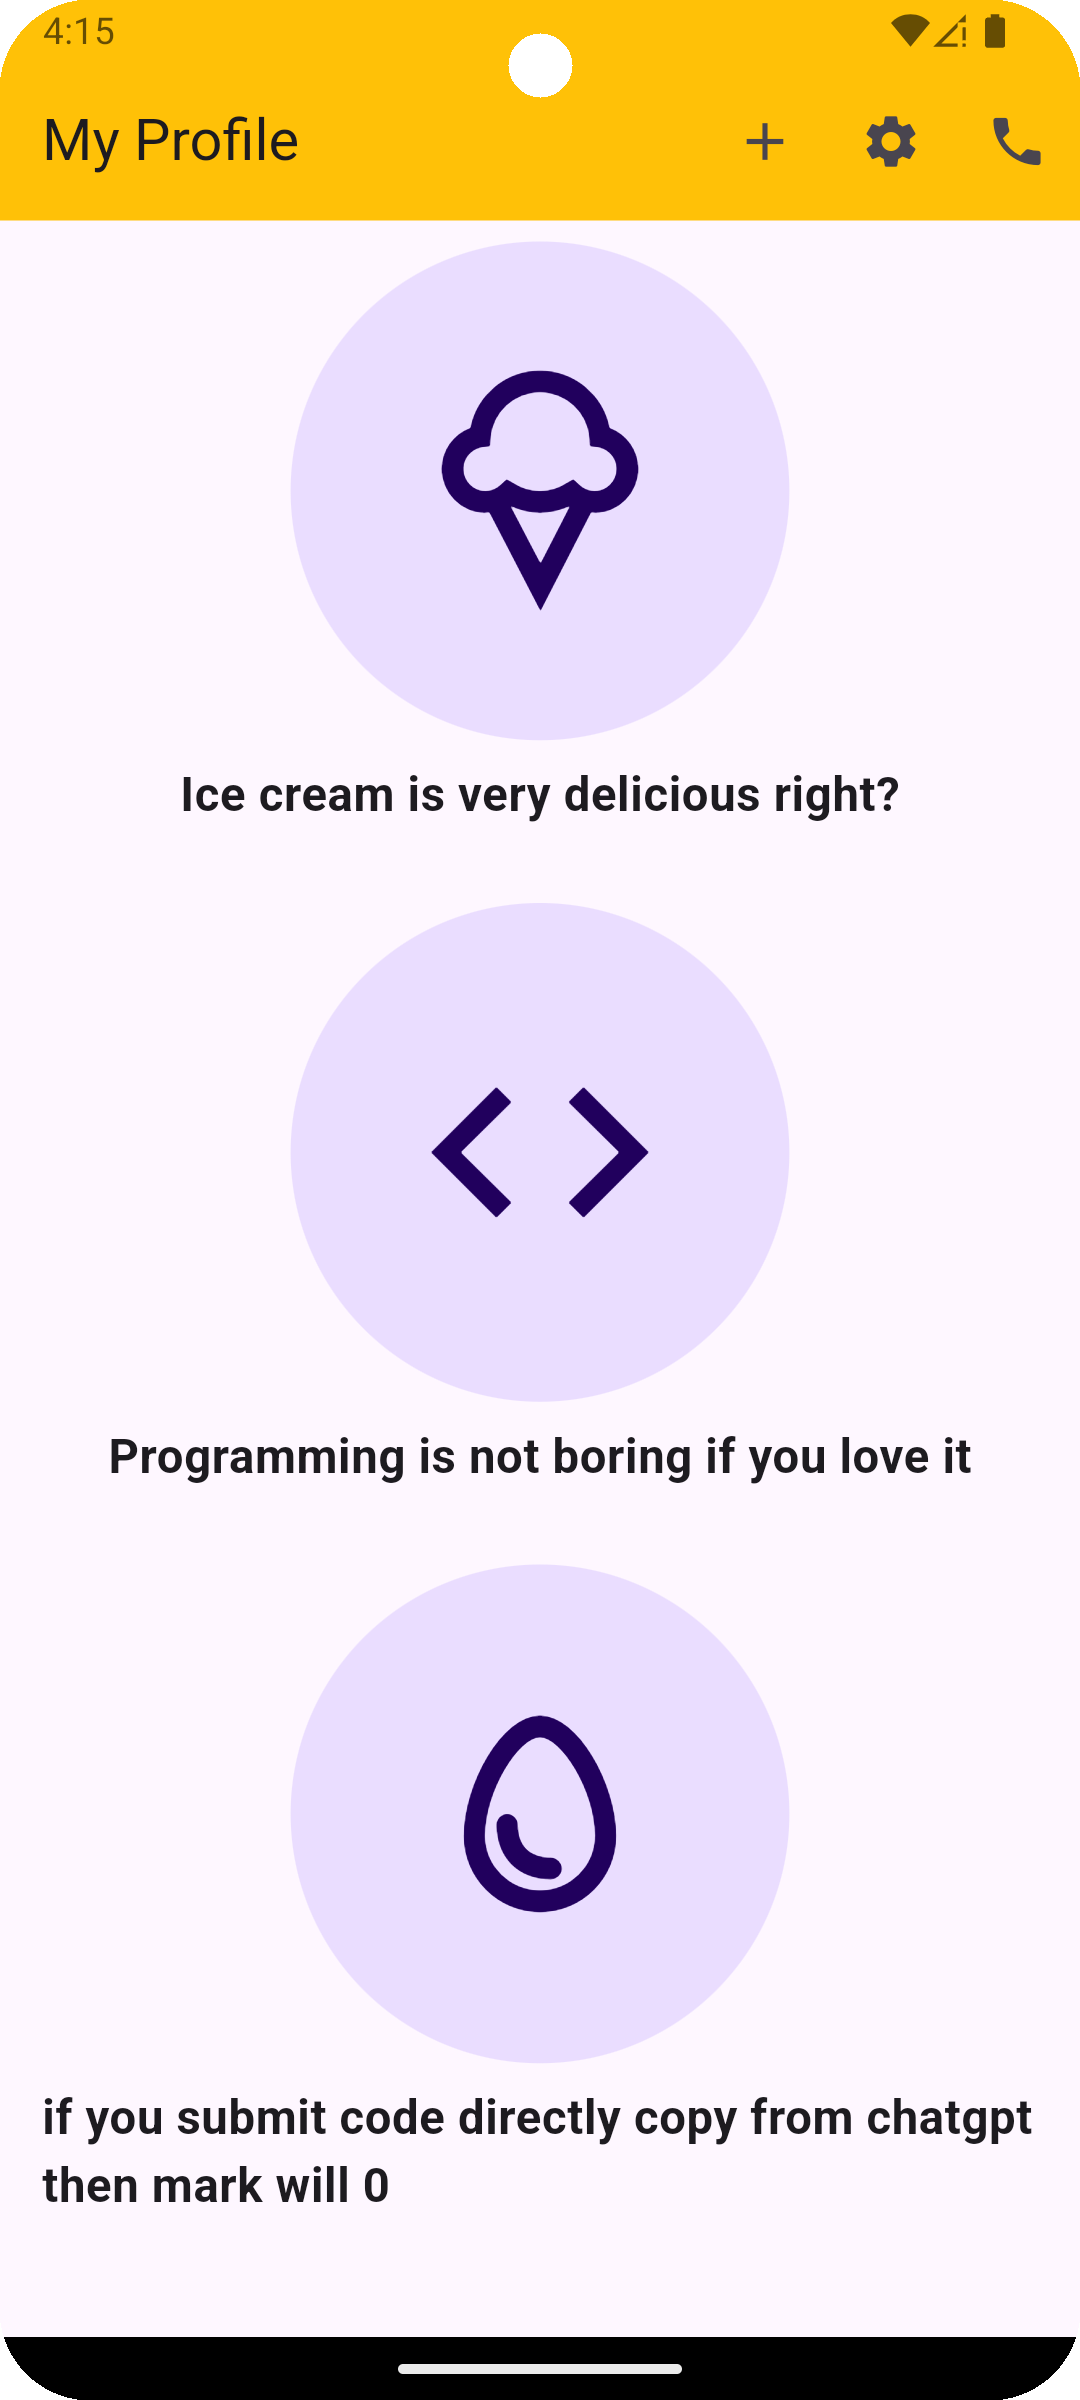 4:15
My Profile
Ice cream is very delicious right?
Programming is not boring if you love it
if you submit code directly copy from chatgpt
then mark will 0